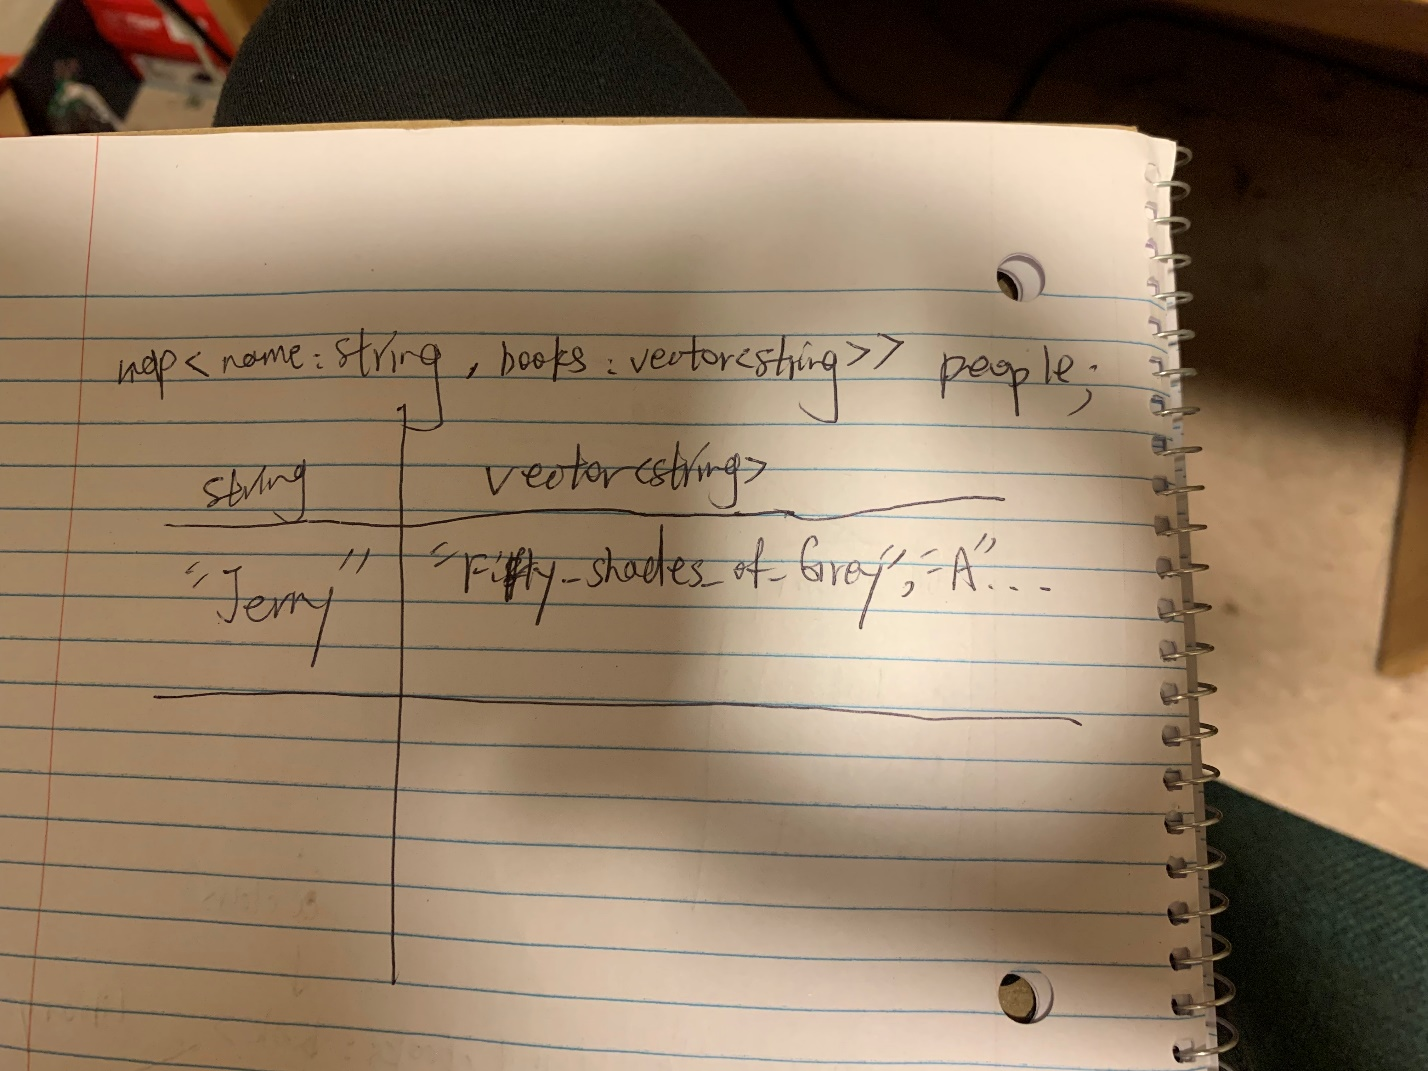 map<name:string, books:vector<string>> people;
string vector<string>
"Jerry" "Fifty_shades_of_Grey", "A"...